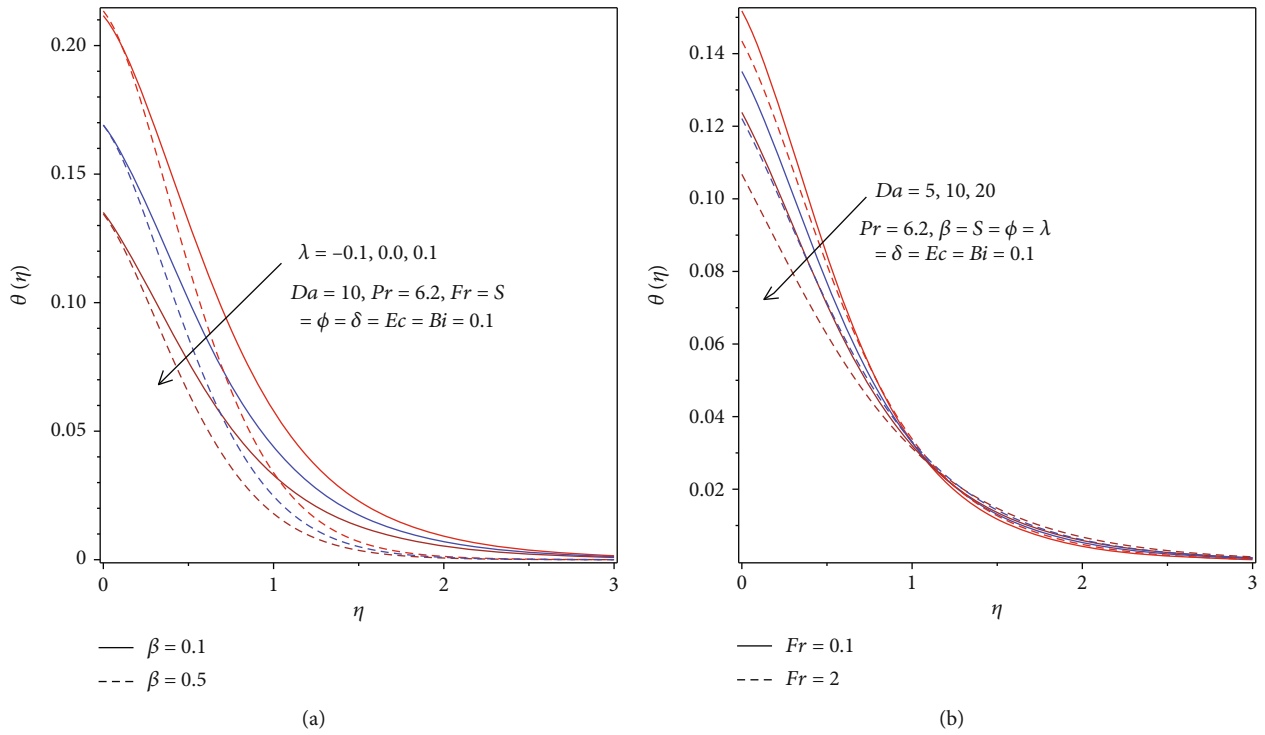 0.20
0.15
0.10
0.05
0
θ (η)
λ = –0.1, 0.0, 0.1
Da = 10, Pr = 6.2, Fr = S
= ϕ = δ = Ec = Bi = 0.1
0
1
2
3
η
β = 0.1
β = 0.5
(a)
0.14
0.12
0.10
0.08
0.06
0.04
0.02
θ (η)
Da = 5, 10, 20
Pr = 6.2, β = S = ϕ = λ
= δ = Ec = Bi = 0.1
0
1
2
3
η
Fr = 0.1
Fr = 2
(b)